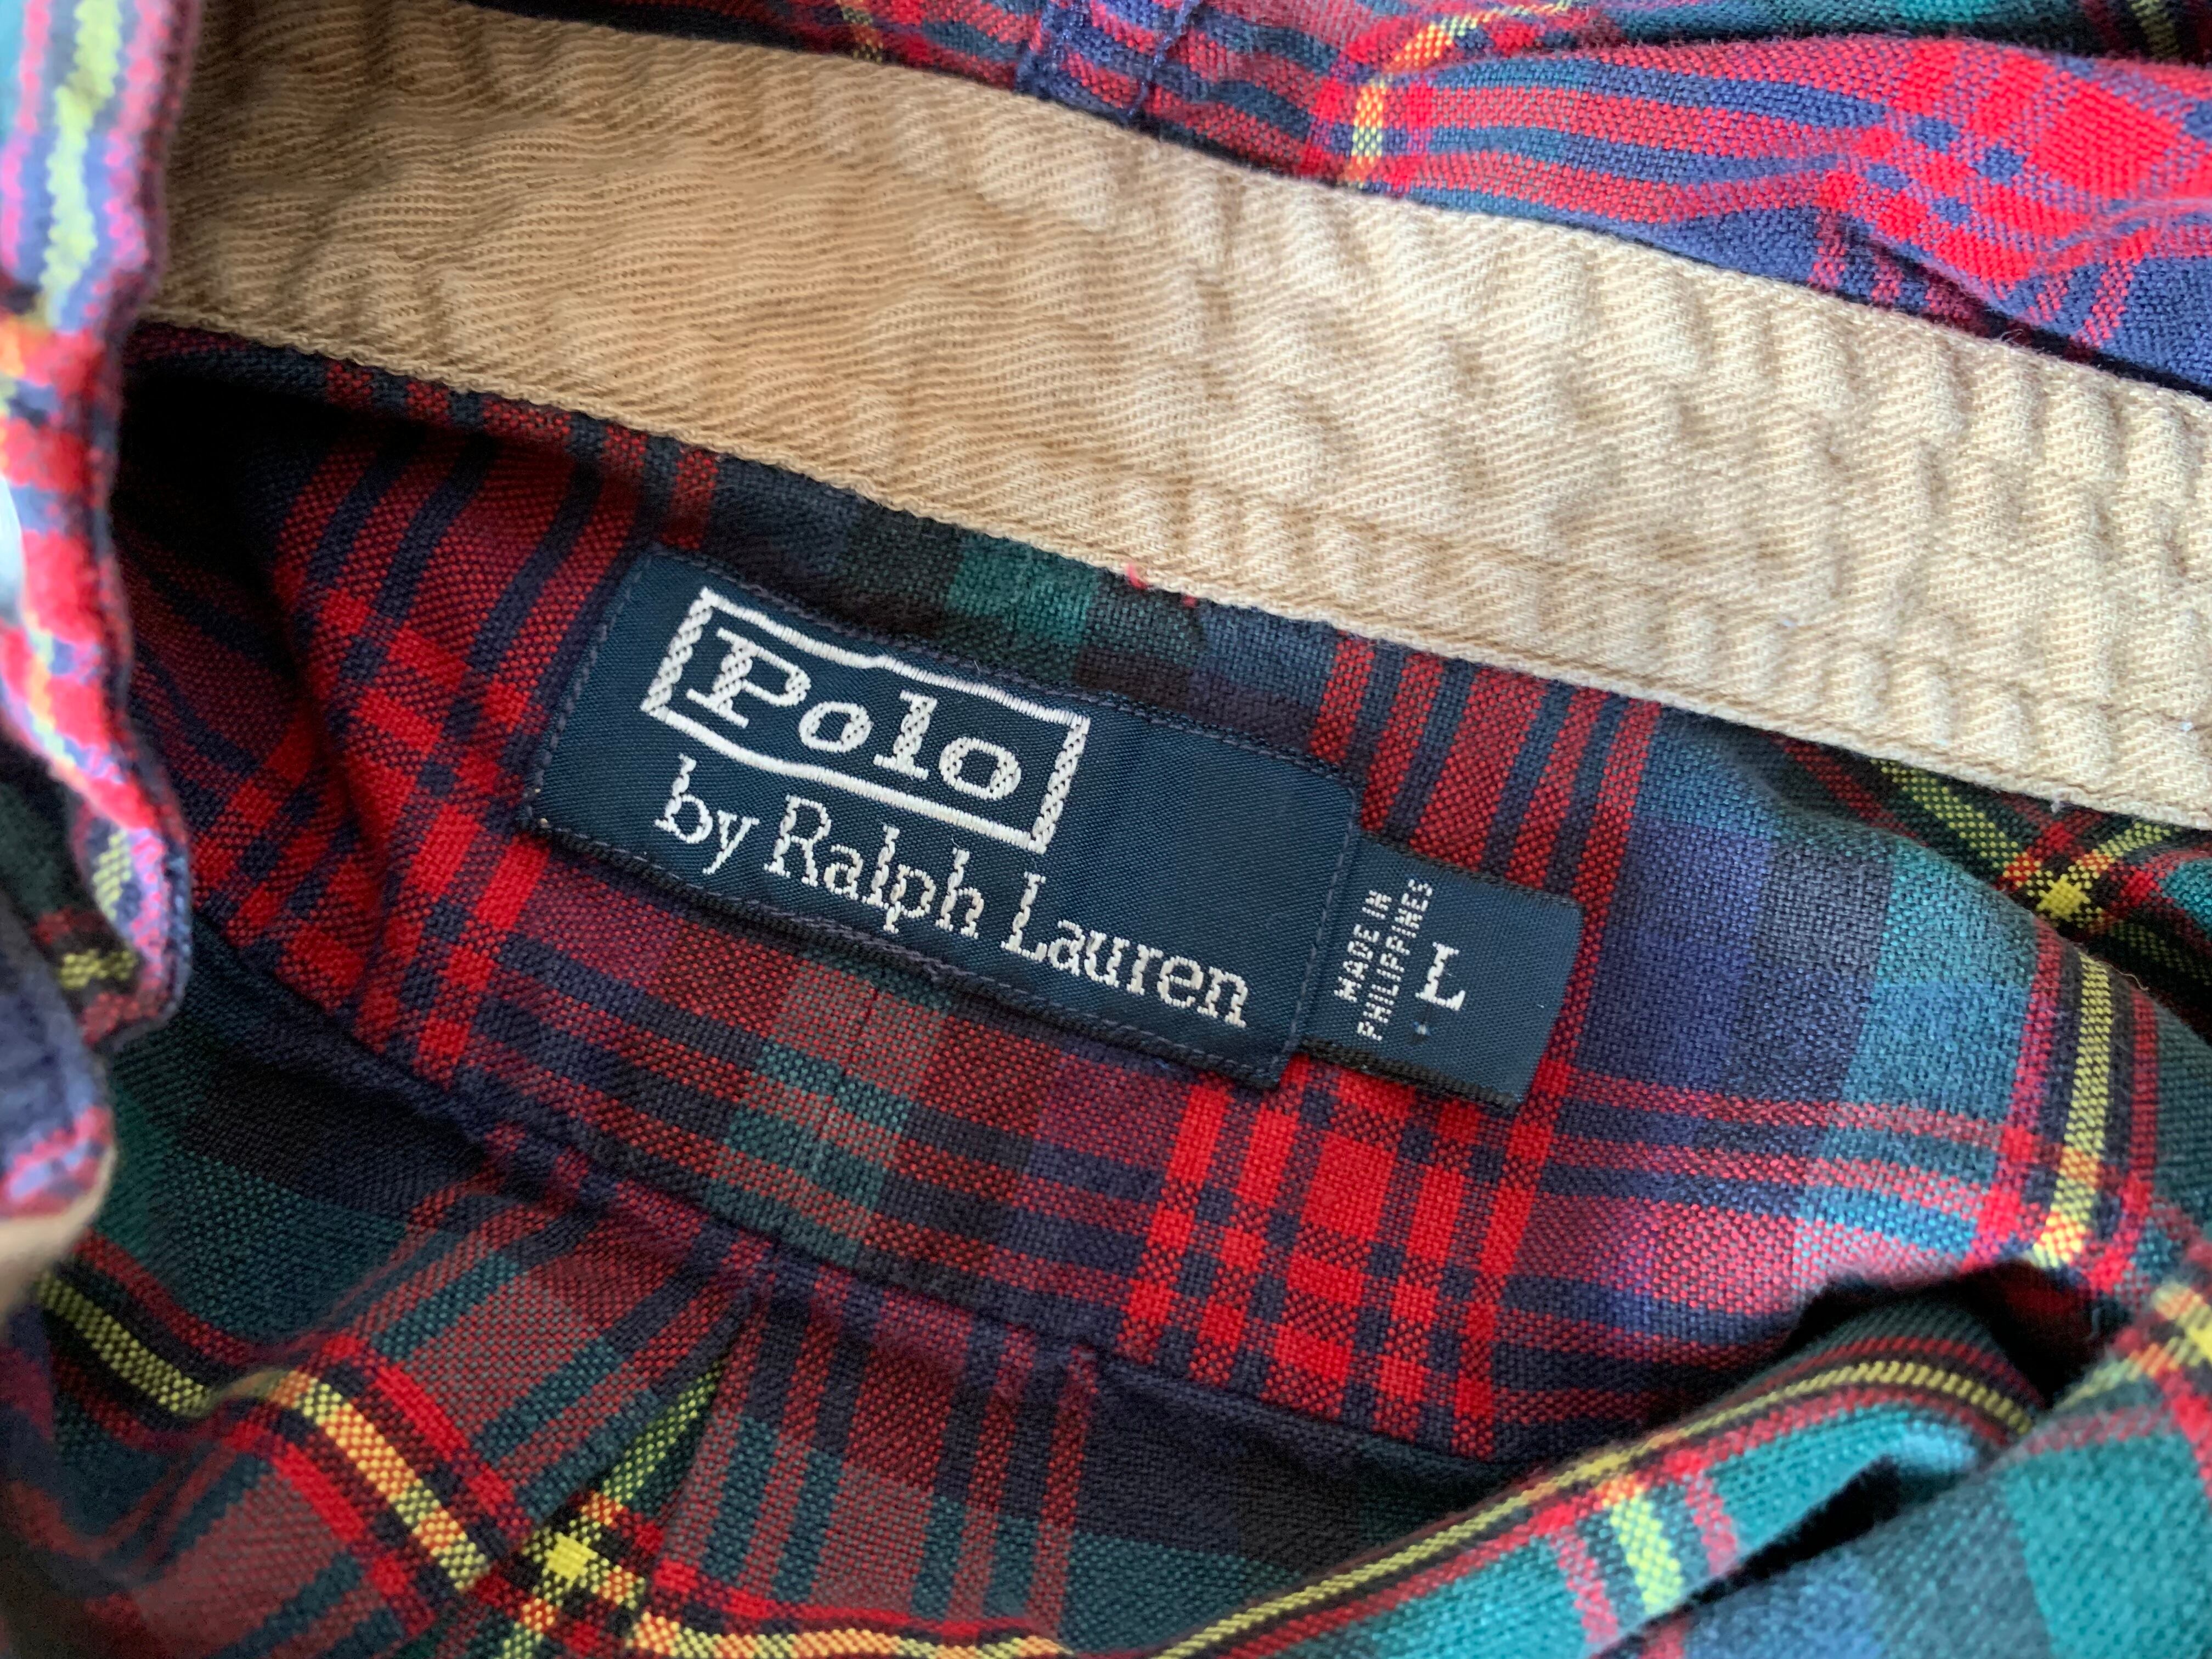 Polo
by Ralph Lauren
MADE IN
PHILIPPINES
L